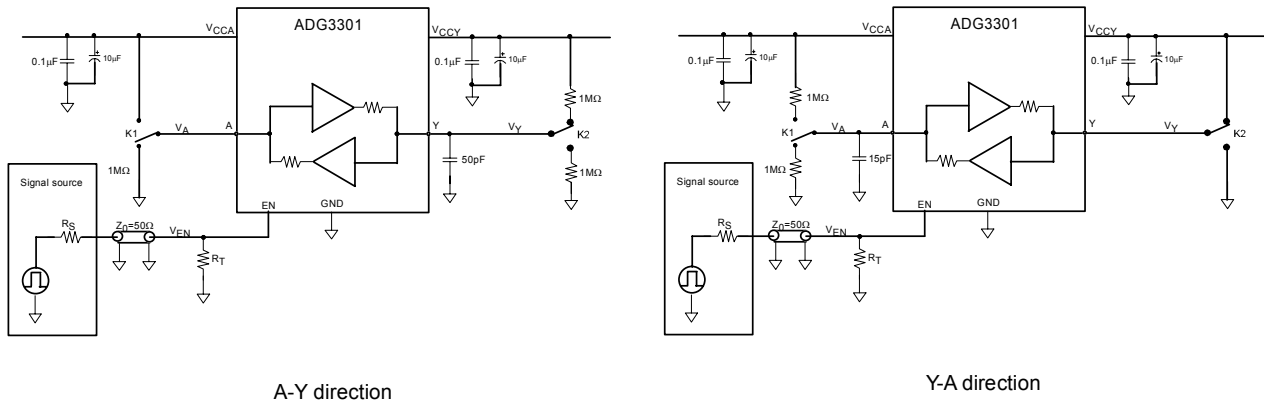 ADG3301
VCCA
VCCY
0.1µF
10µF
0.1µF
10µF
1MΩ
K1
VA
A
Y
VY
K2
1MΩ
50pF
1MΩ
Signal source
EN
GND
RS
Z0=50Ω
VEN
RT
A-Y direction
ADG3301
VCCA
VCCY
0.1µF
10µF
0.1µF
10µF
1MΩ
K1
VA
A
Y
VY
K2
1MΩ
15pF
Signal source
EN
GND
RS
Z0=50Ω
VEN
RT
Y-A direction